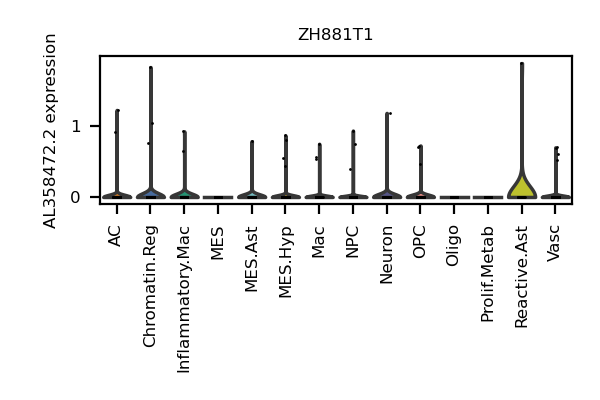 ZH881T1
AL358472.2 expression
1
0
AC
Chromatin.Reg
Inflammatory.Mac
MES
MES.Ast
MES.Hyp
Mac
NPC
Neuron
OPC
Oligo
Prolif.Metab
Reactive.Ast
Vasc